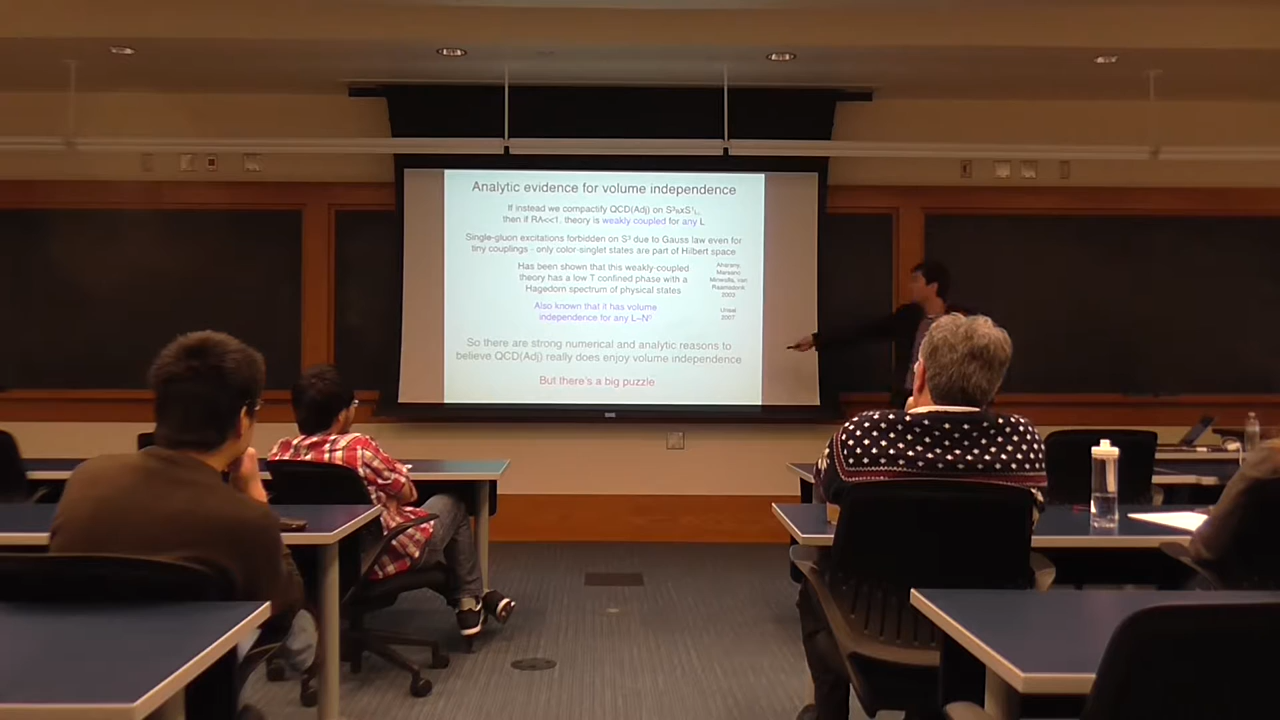 Analytic evidence for volume independence
If instead we compactify QCD(Adj) on S³ᵣxS¹ʟ,
then if RΛ<<1, theory is weakly coupled for any L
Single-gluon excitations forbidden on S³ due to Gauss law even for
tiny couplings - only color-singlet states are part of Hilbert space
Has been shown that this weakly-coupled
theory has a low T confined phase with a
Hagedorn spectrum of physical states
Aharony,
Marsano
Minwalla, van
Raamsdonk
2003
Also known that it has volume
independence for any L~N⁰
Unsal
2007
So there are strong numerical and analytic reasons to
believe QCD(Adj) really does enjoy volume independence
But there's a big puzzle